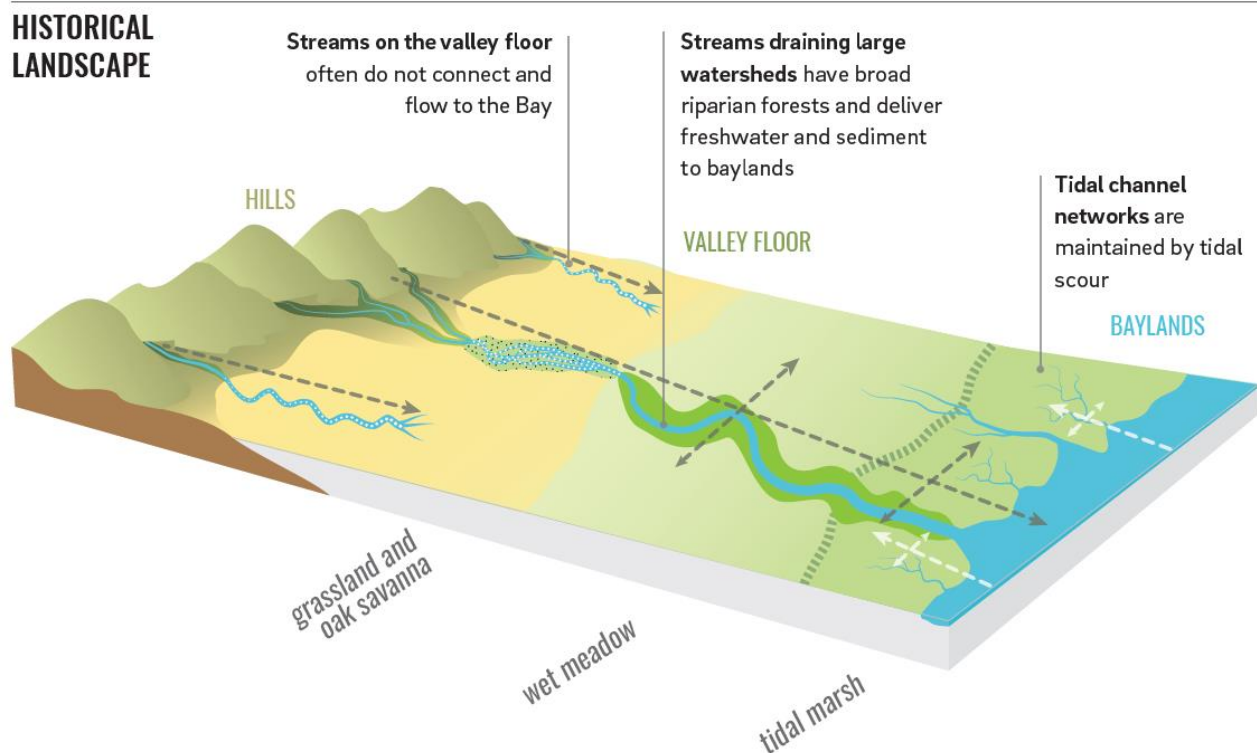 HISTORICAL
LANDSCAPE
Streams on the valley floor
often do not connect and
flow to the Bay
Streams draining large
watersheds have broad
riparian forests and deliver
freshwater and sediment
to baylands
Tidal channel
networks are
maintained by tidal
scour
HILLS
VALLEY FLOOR
BAYLANDS
grassland and
oak savanna
wet meadow
tidal marsh